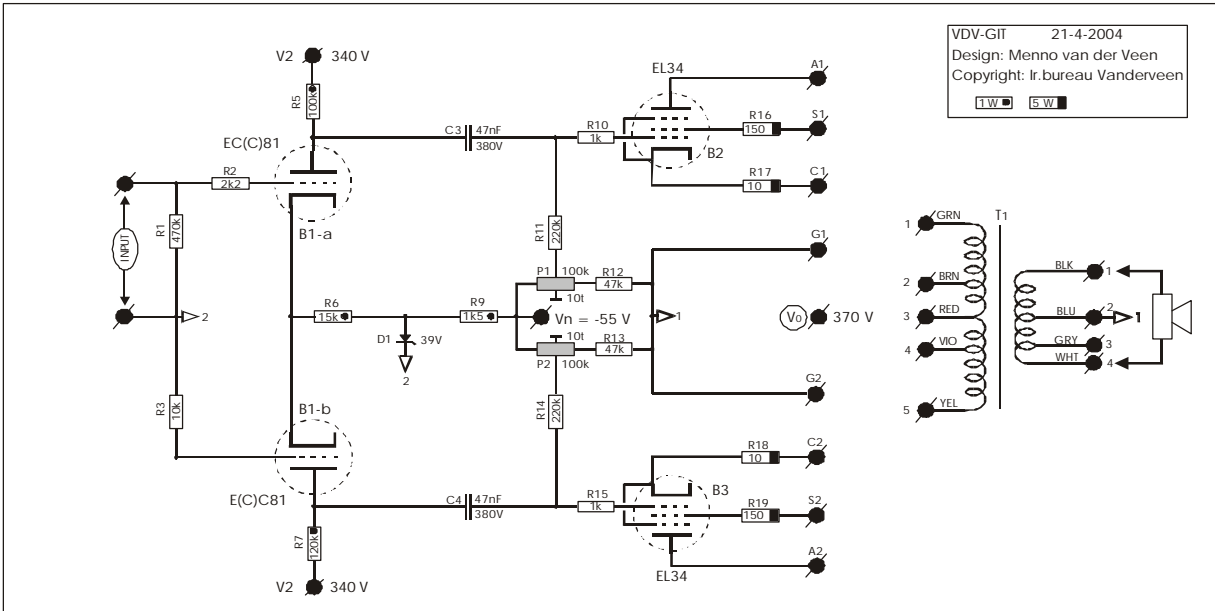 VDV-GIT 21-4-2004
Design: Menno van der Veen
Copyright: Ir.bureau Vanderveen
1 W 5 W
V2 340 V
R5
100k
EC(C)81
R2
2k2
B1-a
R1
470k
INPUT
2
R3
10k
B1-b
E(C)C81
R7
120k
V2 340 V
R6
15k
D1 39V
2
R9
1k5
C3 47nF
380V
R10
1k
EL34
B2
A1
R16
150
S1
R17
10
C1
R11
220k
P1 100k
10t
R12
47k
G1
Vn = -55 V
1
10t
P2 100k
R13
47k
G2
R14
220k
C4 47nF
380V
R15
1k
B3
EL34
R18
10
C2
R19
150
S2
A2
V0 370 V
T1
1 GRN
2 BRN
3 RED
4 VIO
5 YEL
BLK 1
BLU 2 1
GRY 3
WHT 4